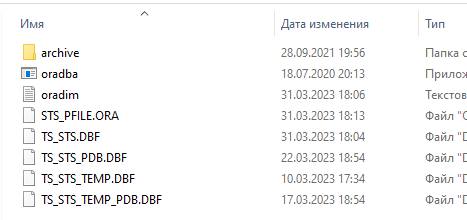 Имя Дата изменения Тип
archive 28.09.2021 19:56 Папка с
oradba 18.07.2020 20:13 Прилож
oradim 31.03.2023 18:06 Текстов
STS_PFILE.ORA 31.03.2023 18:13 Файл "O
TS_STS.DBF 31.03.2023 18:04 Файл "D
TS_STS_PDB.DBF 22.03.2023 18:54 Файл "D
TS_STS_TEMP.DBF 10.03.2023 17:34 Файл "D
TS_STS_TEMP_PDB.DBF 17.03.2023 18:54 Файл "D